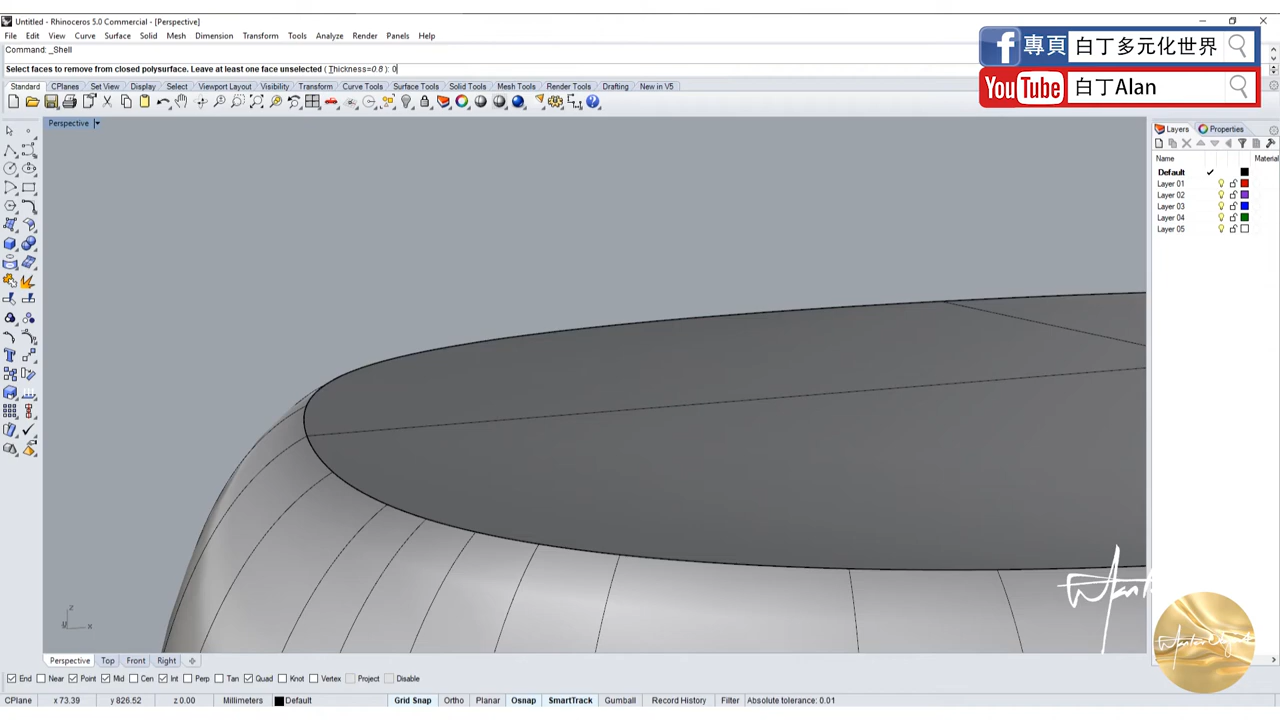 Untitled - Rhinoceros 5.0 Commercial - [Perspective]
File Edit View Curve Surface Solid Mesh Dimension Transform Tools Analyze Render Panels Help
Command: _Shell
Select faces to remove from closed polysurface. Leave at least one face unselected ( Thickness=0.8 ): 0
f 專頁 白丁多元化世界
YouTube 白丁Alan
Standard CPlanes Set View Display Select Viewport Layout Visibility Transform Curve Tools Surface Tools Solid Tools Mesh Tools Render Tools Drafting New in V5
Perspective
Layers Properties
Name Material
Default
Layer 01
Layer 02
Layer 03
Layer 04
Layer 05
z
x
Perspective Top Front Right
End Near Point Mid Cen Int Perp Tan Quad Knot Vertex Project Disable
CPlane x 73.39 y 826.52 z 0.00 Millimeters Default Grid Snap Ortho Planar Osnap SmartTrack Gumball Record History Filter Absolute tolerance: 0.01